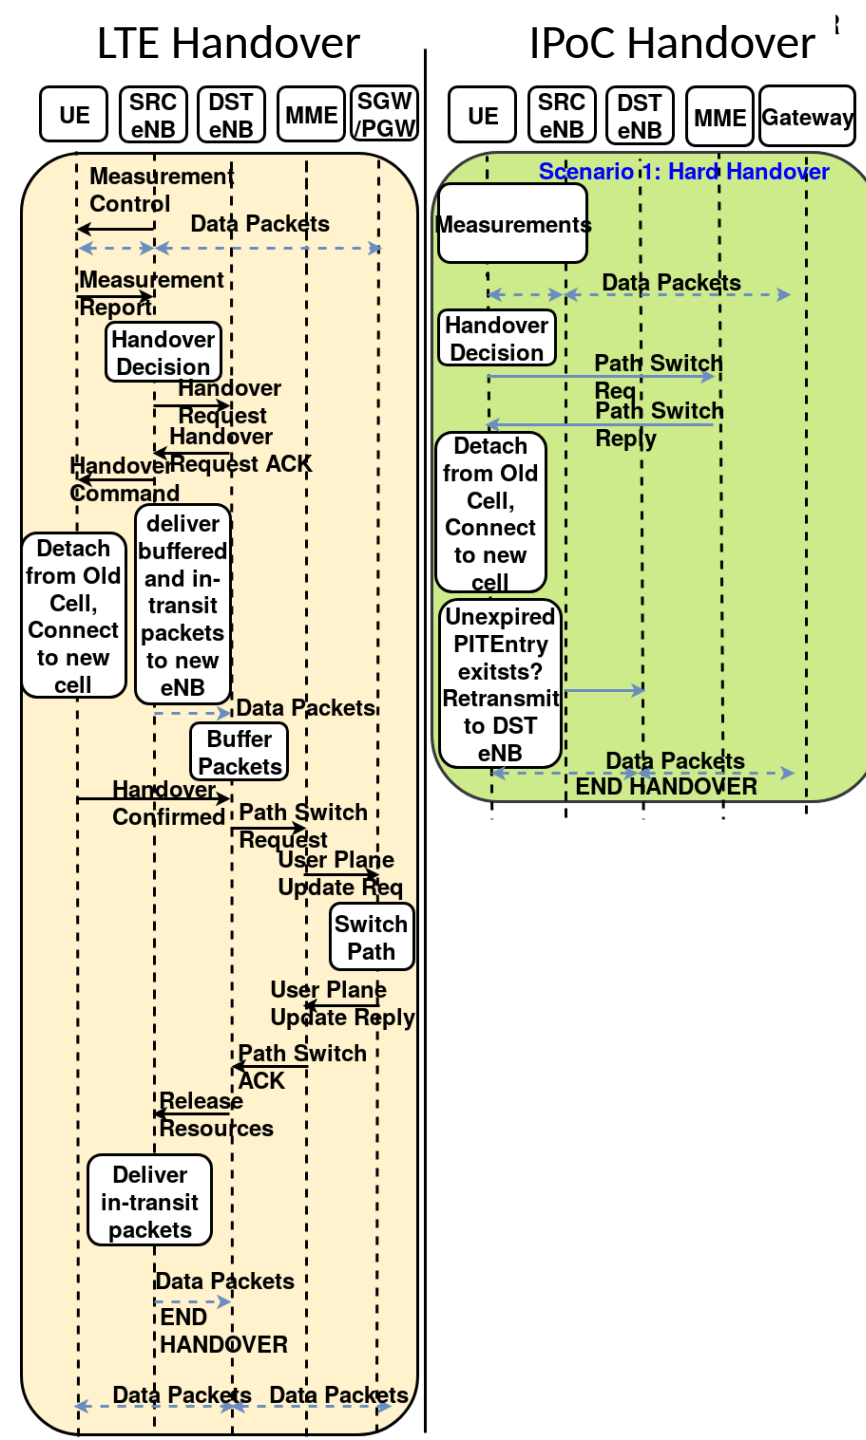 LTE Handover
UE
SRC
eNB
DST
eNB
MME
SGW
/PGW
Measurement
Control
Data Packets
Measurement
Report
Handover
Decision
Handover
Request
Handover
Request ACK
Handover
Command
deliver
buffered
and in-
transit
packets
to new
eNB
Detach
from Old
Cell,
Connect
to new
cell
Data Packets
Buffer
Packets
Handover
Confirmed
Path Switch
Request
User Plane
Update Req
Switch
Path
User Plane
Update Reply
Path Switch
ACK
Release
Resources
Deliver
in-transit
packets
Data Packets
END
HANDOVER
Data Packets Data Packets
IPoC Handover
UE
SRC
eNB
DST
eNB
MME
Gateway
Scenario 1: Hard Handover
Measurements
Data Packets
Handover
Decision
Path Switch
Req
Path Switch
Reply
Detach
from Old
Cell,
Connect
to new
cell
Unexpired
PITEntry
exitsts?
Retransmit
to DST
eNB
Data Packets
END HANDOVER